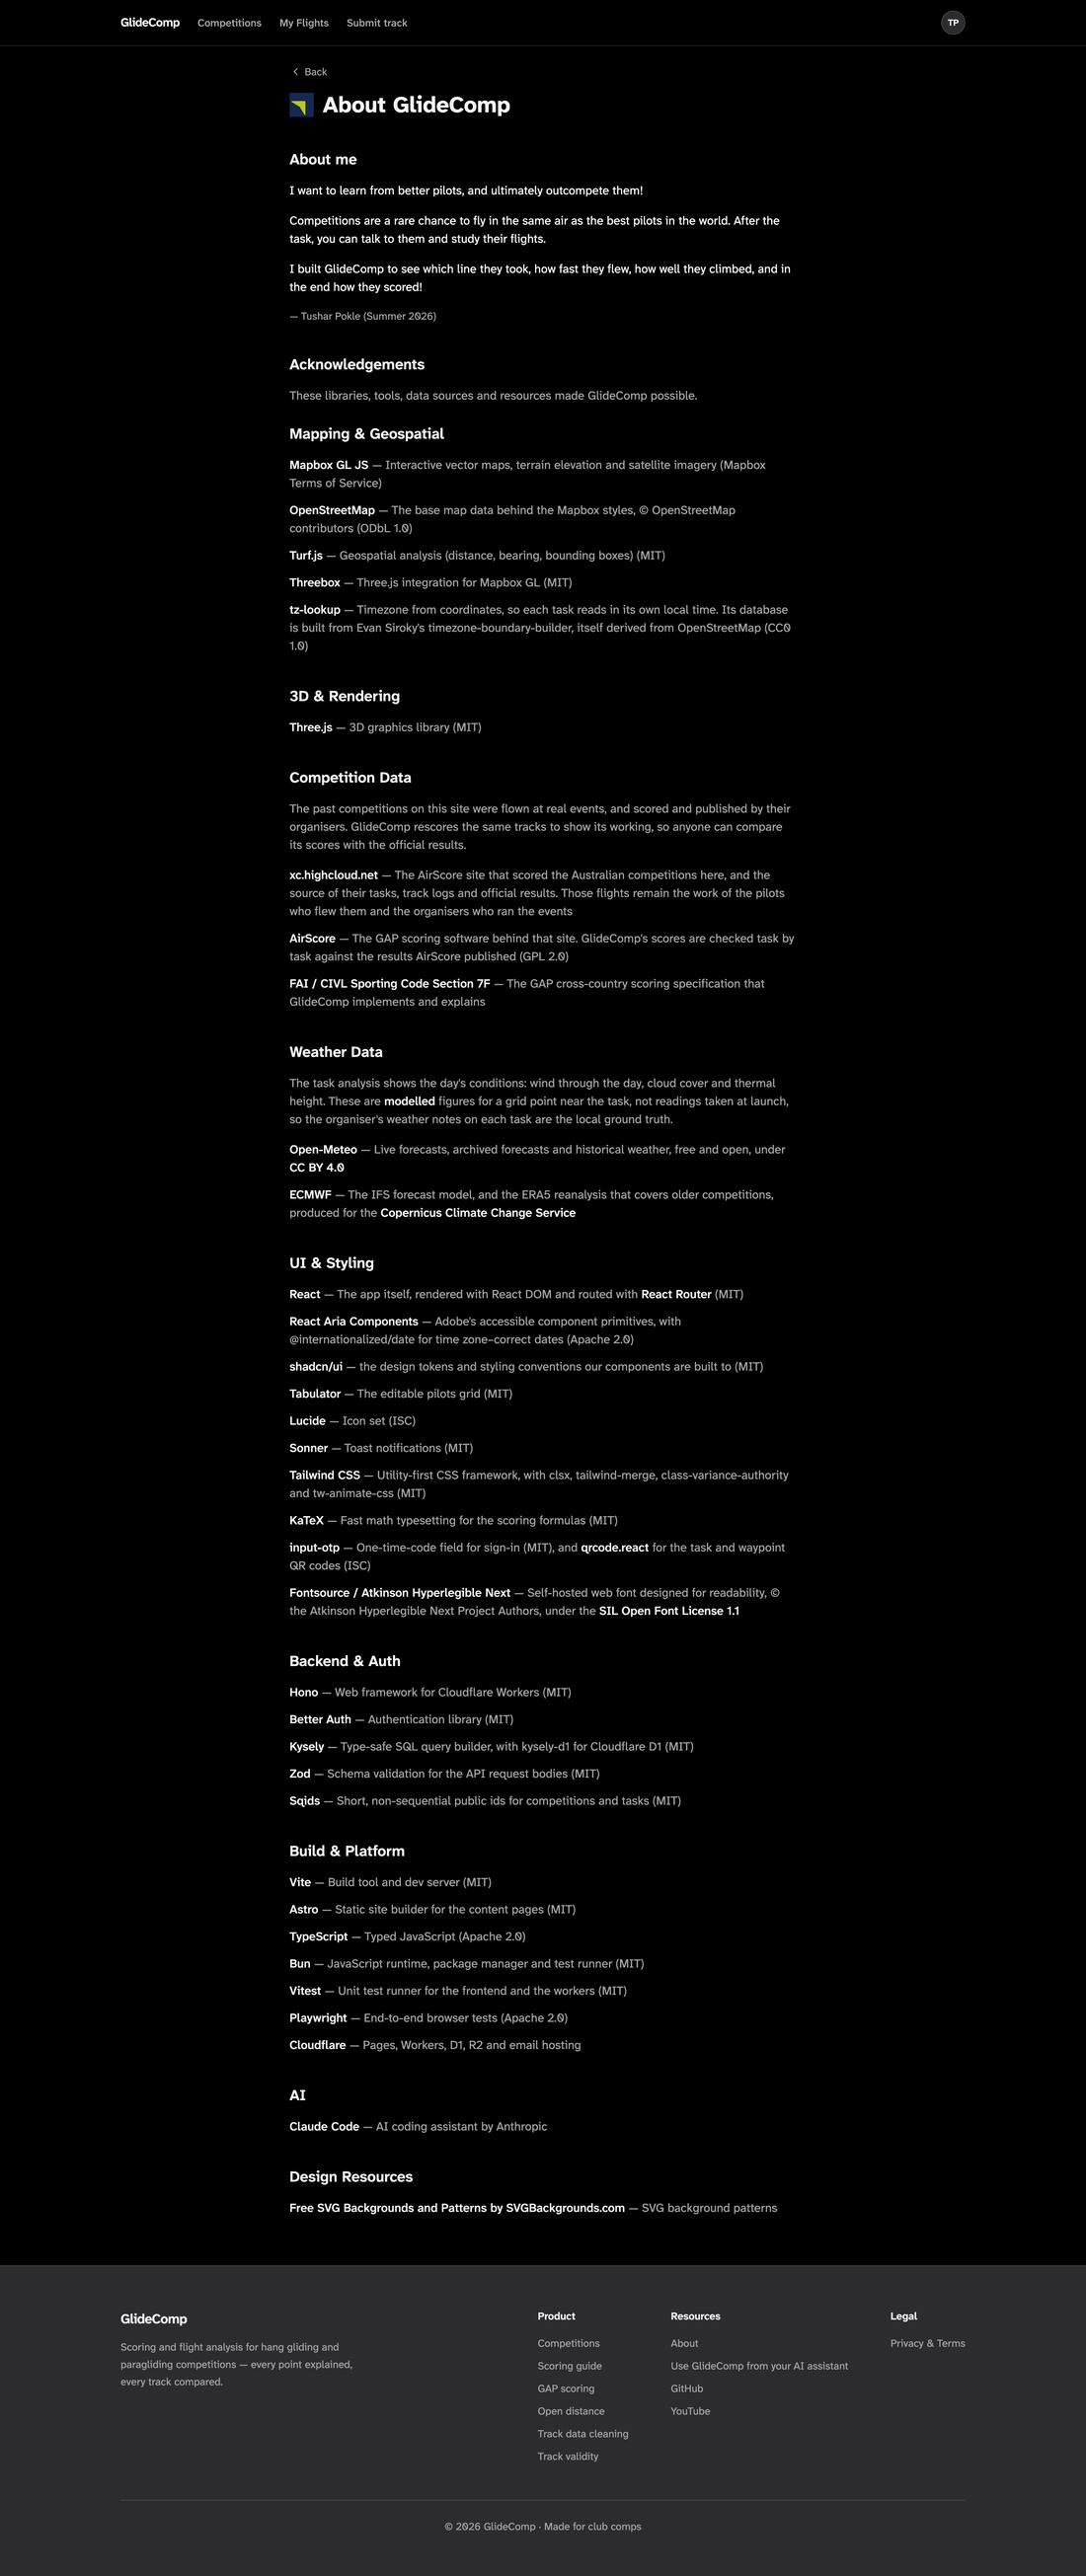 GlideComp
Competitions
My Flights
Submit track
TP
Back
About GlideComp
About me
I want to learn from better pilots, and ultimately outcompete them!
Competitions are a rare chance to fly in the same air as the best pilots in the world. After the
task, you can talk to them and study their flights.
I built GlideComp to see which line they took, how fast they flew, how well they climbed, and in
the end how they scored!
— Tushar Pokle (Summer 2026)
Acknowledgements
These libraries, tools, data sources and resources made GlideComp possible.
Mapping & Geospatial
Mapbox GL JS — Interactive vector maps, terrain elevation and satellite imagery (Mapbox
Terms of Service)
OpenStreetMap — The base map data behind the Mapbox styles, © OpenStreetMap
contributors (ODbL 1.0)
Turf.js — Geospatial analysis (distance, bearing, bounding boxes) (MIT)
Threebox — Three.js integration for Mapbox GL (MIT)
tz-lookup — Timezone from coordinates, so each task reads in its own local time. Its database
is built from Evan Siroky's timezone-boundary-builder, itself derived from OpenStreetMap (CC0
1.0)
3D & Rendering
Three.js — 3D graphics library (MIT)
Competition Data
The past competitions on this site were flown at real events, and scored and published by their
organisers. GlideComp rescores the same tracks to show its working, so anyone can compare
its scores with the official results.
xc.highcloud.net — The AirScore site that scored the Australian competitions here, and the
source of their tasks, track logs and official results. Those flights remain the work of the pilots
who flew them and the organisers who ran the events
AirScore — The GAP scoring software behind that site. GlideComp's scores are checked task by
task against the results AirScore published (GPL 2.0)
FAI / CIVL Sporting Code Section 7F — The GAP cross-country scoring specification that
GlideComp implements and explains
Weather Data
The task analysis shows the day's conditions: wind through the day, cloud cover and thermal
height. These are modelled figures for a grid point near the task, not readings taken at launch,
so the organiser's weather notes on each task are the local ground truth.
Open-Meteo — Live forecasts, archived forecasts and historical weather, free and open, under
CC BY 4.0
ECMWF — The IFS forecast model, and the ERA5 reanalysis that covers older competitions,
produced for the Copernicus Climate Change Service
UI & Styling
React — The app itself, rendered with React DOM and routed with React Router (MIT)
React Aria Components — Adobe's accessible component primitives, with
@internationalized/date for time zone–correct dates (Apache 2.0)
shadcn/ui — the design tokens and styling conventions our components are built to (MIT)
Tabulator — The editable pilots grid (MIT)
Lucide — Icon set (ISC)
Sonner — Toast notifications (MIT)
Tailwind CSS — Utility-first CSS framework, with clsx, tailwind-merge, class-variance-authority
and tw-animate-css (MIT)
KaTeX — Fast math typesetting for the scoring formulas (MIT)
input-otp — One-time-code field for sign-in (MIT), and qrcode.react for the task and waypoint
QR codes (ISC)
Fontsource / Atkinson Hyperlegible Next — Self-hosted web font designed for readability, ©
the Atkinson Hyperlegible Next Project Authors, under the SIL Open Font License 1.1
Backend & Auth
Hono — Web framework for Cloudflare Workers (MIT)
Better Auth — Authentication library (MIT)
Kysely — Type-safe SQL query builder, with kysely-d1 for Cloudflare D1 (MIT)
Zod — Schema validation for the API request bodies (MIT)
Sqids — Short, non-sequential public ids for competitions and tasks (MIT)
Build & Platform
Vite — Build tool and dev server (MIT)
Astro — Static site builder for the content pages (MIT)
TypeScript — Typed JavaScript (Apache 2.0)
Bun — JavaScript runtime, package manager and test runner (MIT)
Vitest — Unit test runner for the frontend and the workers (MIT)
Playwright — End-to-end browser tests (Apache 2.0)
Cloudflare — Pages, Workers, D1, R2 and email hosting
AI
Claude Code — AI coding assistant by Anthropic
Design Resources
Free SVG Backgrounds and Patterns by SVGBackgrounds.com — SVG background patterns
GlideComp
Scoring and flight analysis for hang gliding and
paragliding competitions — every point explained,
every track compared.
Product
Competitions
Scoring guide
GAP scoring
Open distance
Track data cleaning
Track validity
Resources
About
Use GlideComp from your AI assistant
GitHub
YouTube
Legal
Privacy & Terms
© 2026 GlideComp · Made for club comps